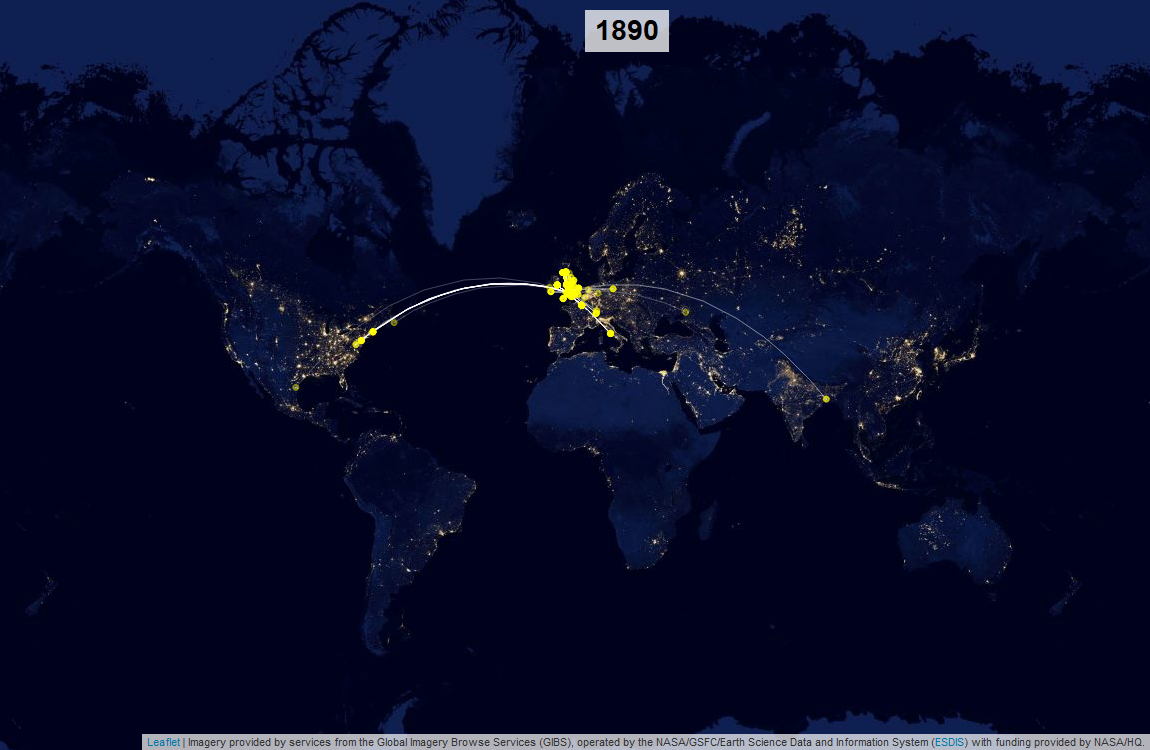 1890
Leaflet | Imagery provided by services from the Global Imagery Browse Services (GIBS), operated by the NASA/GSFC/Earth Science Data and Information System (ESDIS) with funding provided by NASA/HQ.